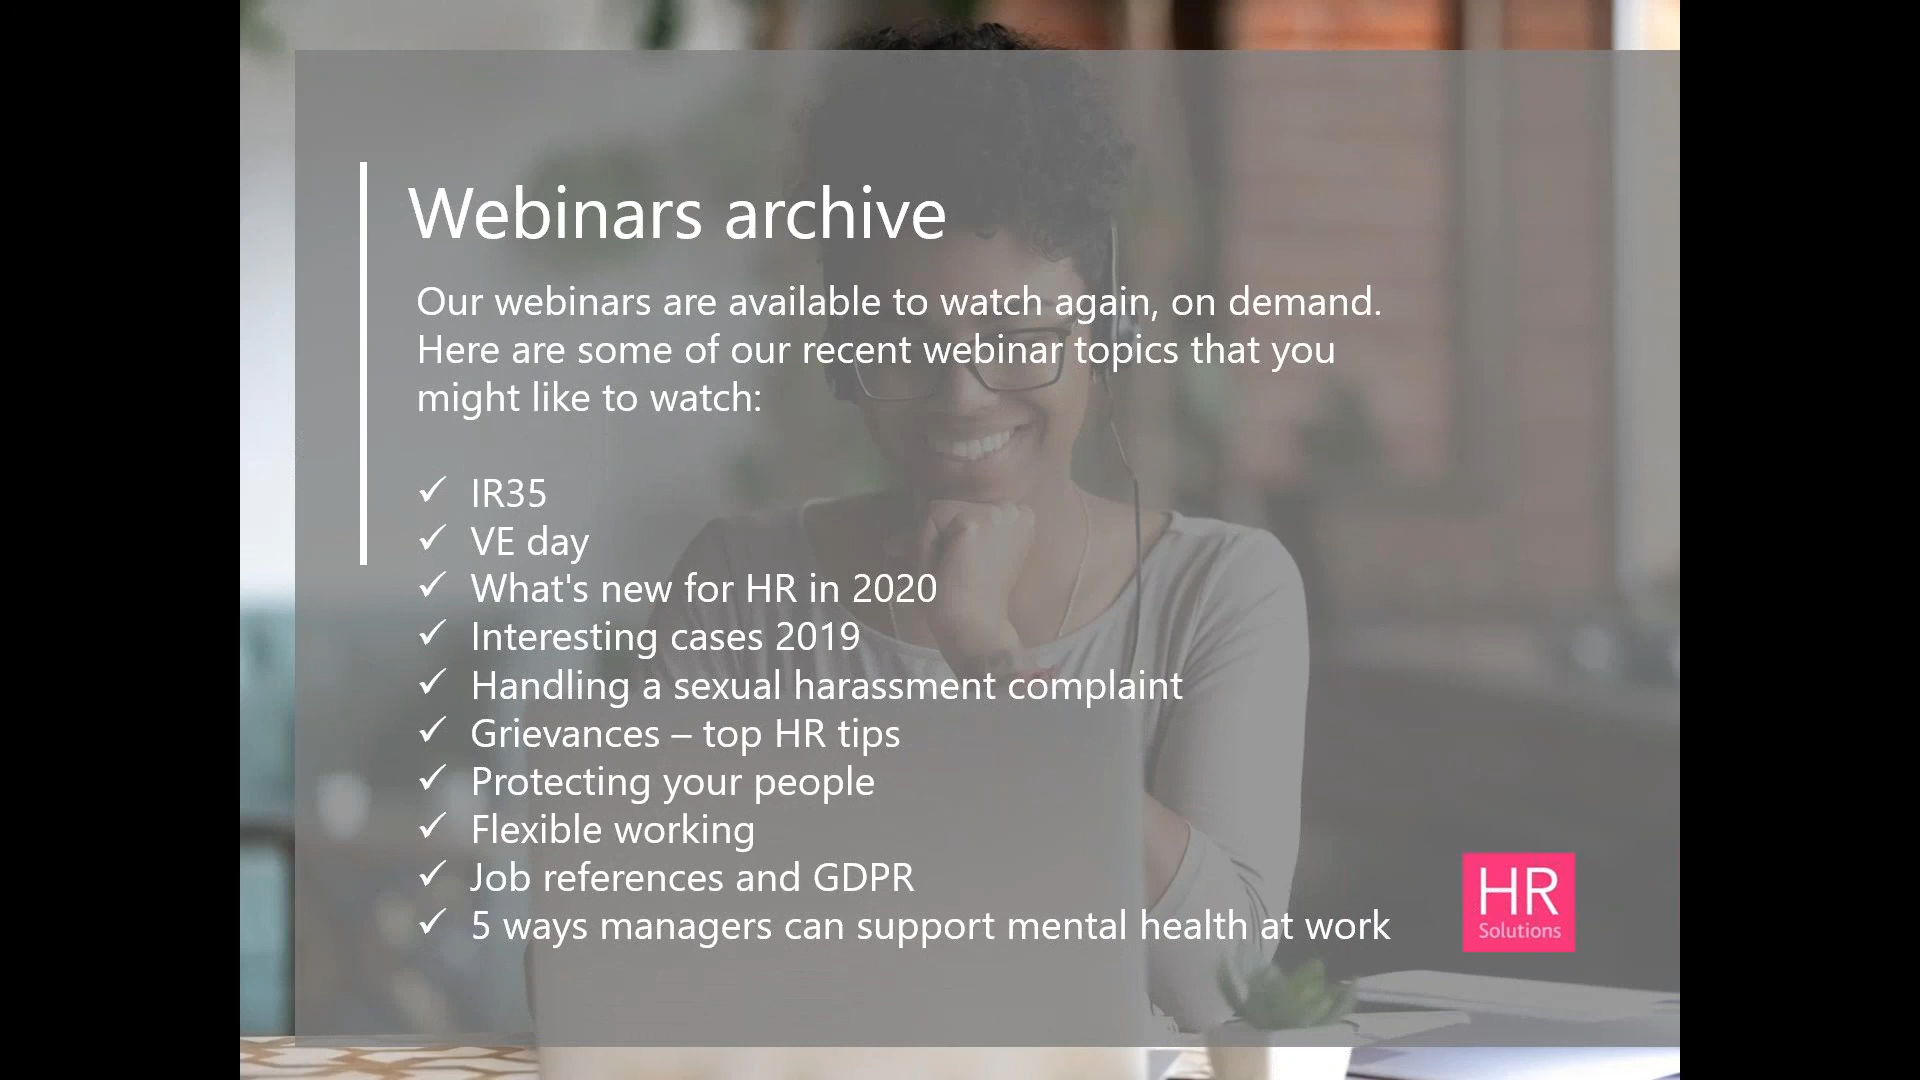 Webinars archive
Our webinars are available to watch again, on demand.
Here are some of our recent webinar topics that you
might like to watch:
✓ IR35
✓ VE day
✓ What's new for HR in 2020
✓ Interesting cases 2019
✓ Handling a sexual harassment complaint
✓ Grievances – top HR tips
✓ Protecting your people
✓ Flexible working
✓ Job references and GDPR
✓ 5 ways managers can support mental health at work
HR
Solutions